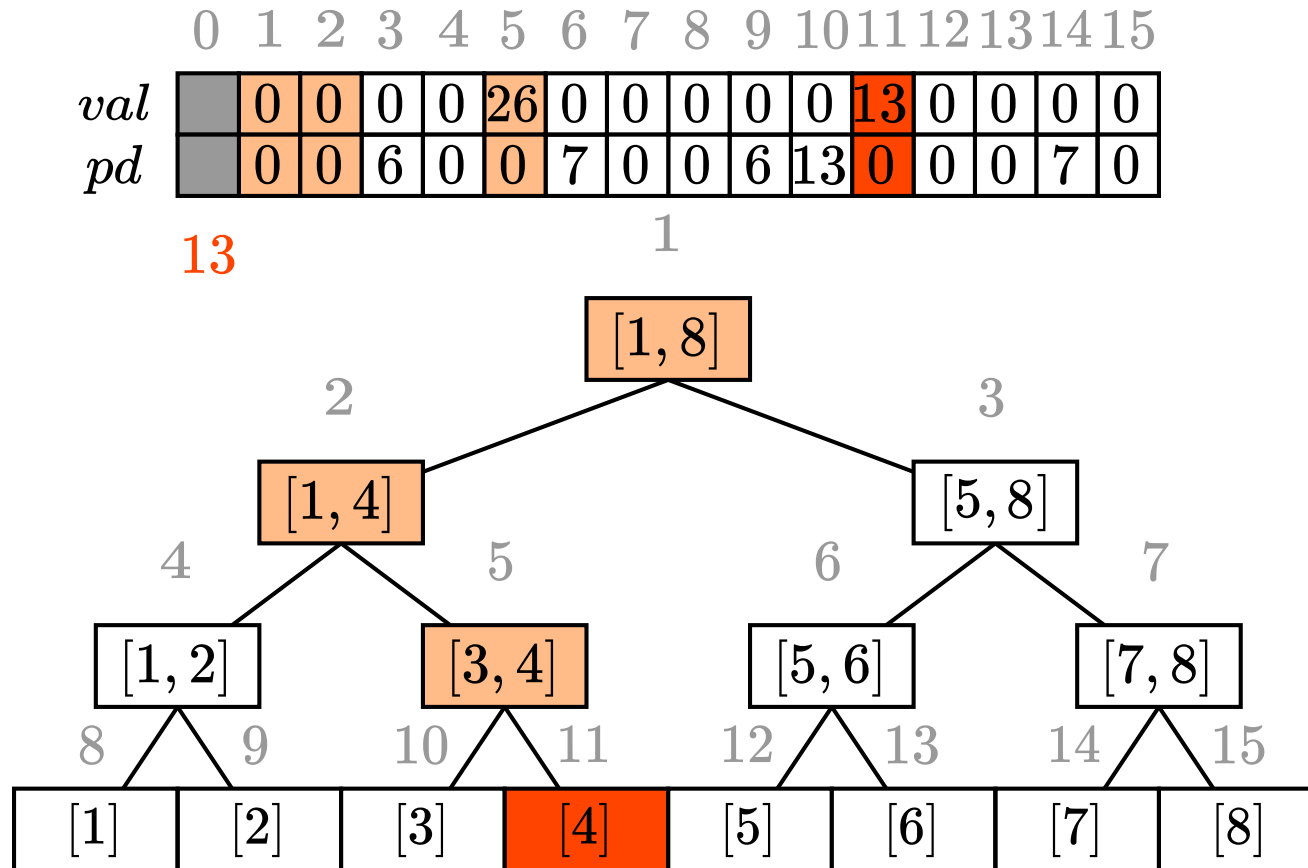 0 1 2 3 4 5 6 7 8 9 10 11 12 13 14 15
val 0 0 0 0 26 0 0 0 0 0 13 0 0 0 0
pd 0 0 6 0 0 7 0 0 6 13 0 0 0 7 0
13
1
[1, 8]
2 3
[1, 4] [5, 8]
4 5 6 7
[1, 2] [3, 4] [5, 6] [7, 8]
8 9 10 11 12 13 14 15
[1] [2] [3] [4] [5] [6] [7] [8]